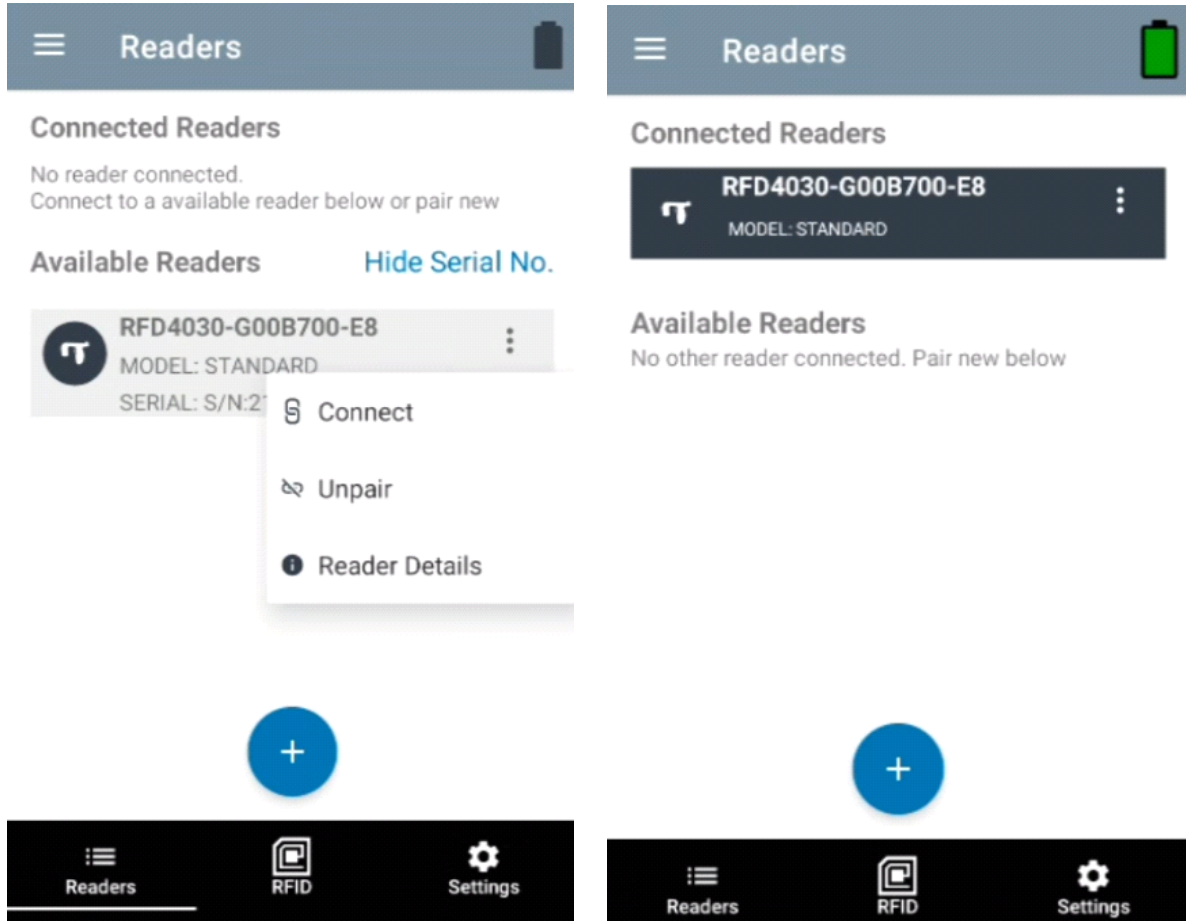 Readers
Connected Readers
No reader connected.
Connect to a available reader below or pair new
Available Readers
Hide Serial No.
RFD4030-G00B700-E8
MODEL: STANDARD
SERIAL: S/N:2
Connect
Unpair
Reader Details
+
Readers
RFID
Settings
Readers
Connected Readers
RFD4030-G00B700-E8
MODEL: STANDARD
Available Readers
No other reader connected. Pair new below
+
Readers
RFID
Settings